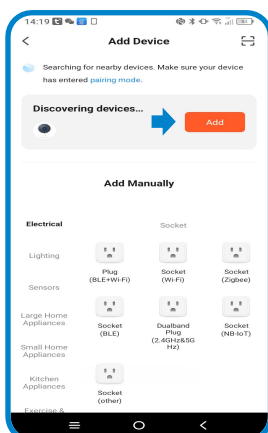 14:19
Add Device
Searching for nearby devices. Make sure your device
has entered pairing mode.
Discovering devices...
Add
Add Manually
Electrical
Socket
Lighting
Plug
(BLE+Wi-Fi)
Socket
(Wi-Fi)
Socket
(Zigbee)
Sensors
Large Home
Appliances
Socket
(BLE)
Dualband
Plug
(2.4GHz&5G
Hz)
Socket
(NB-IoT)
Small Home
Appliances
Kitchen
Appliances
Socket
(other)
Exercise &